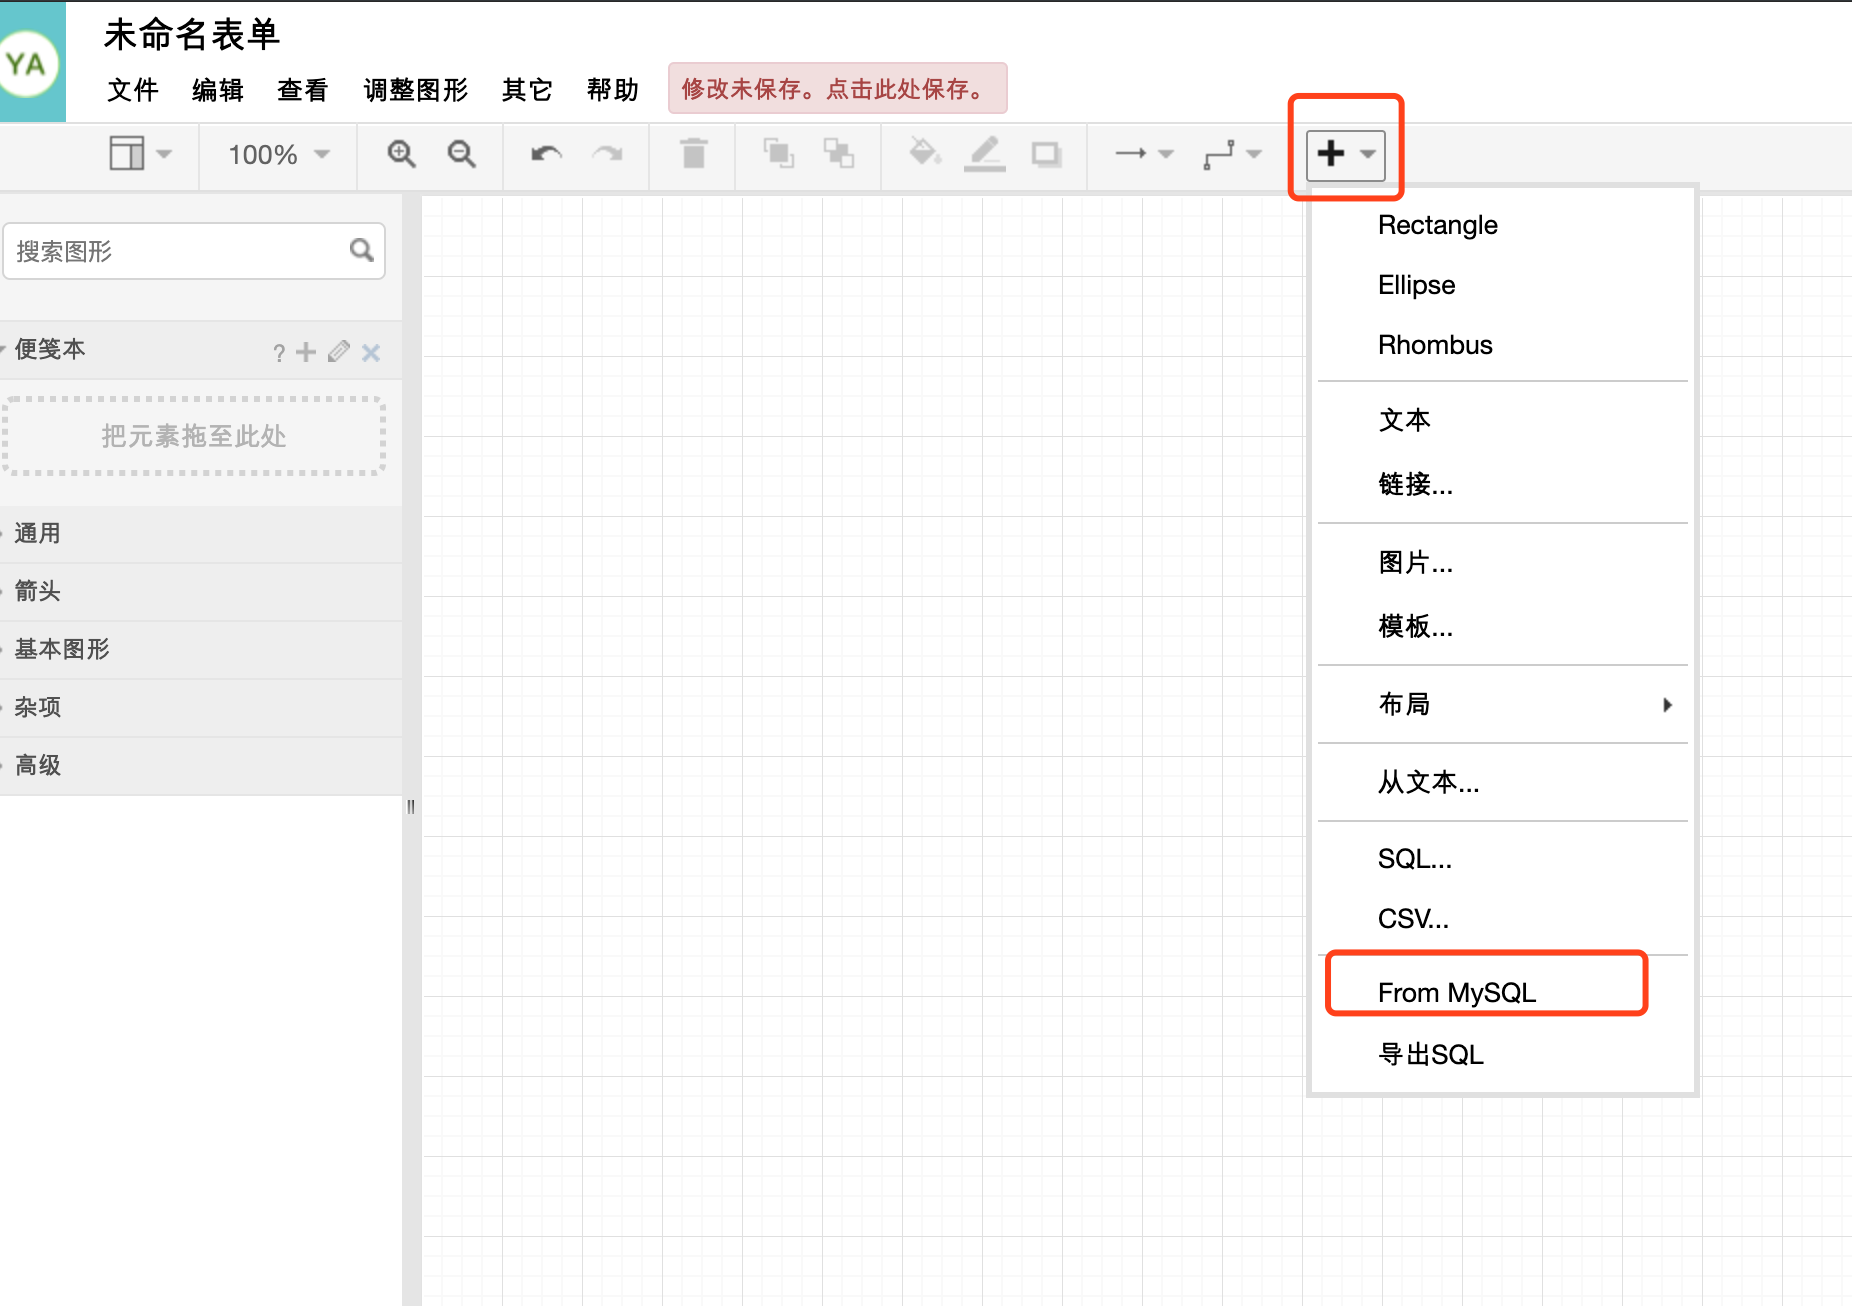 YA
未命名表单
文件 编辑 查看 调整图形 其它 帮助 修改未保存。点击此处保存。
100%
搜索图形
便笺本 ?
把元素拖至此处
通用
箭头
基本图形
杂项
高级
Rectangle
Ellipse
Rhombus
文本
链接...
图片...
模板...
布局
从文本...
SQL...
CSV...
From MySQL
导出SQL